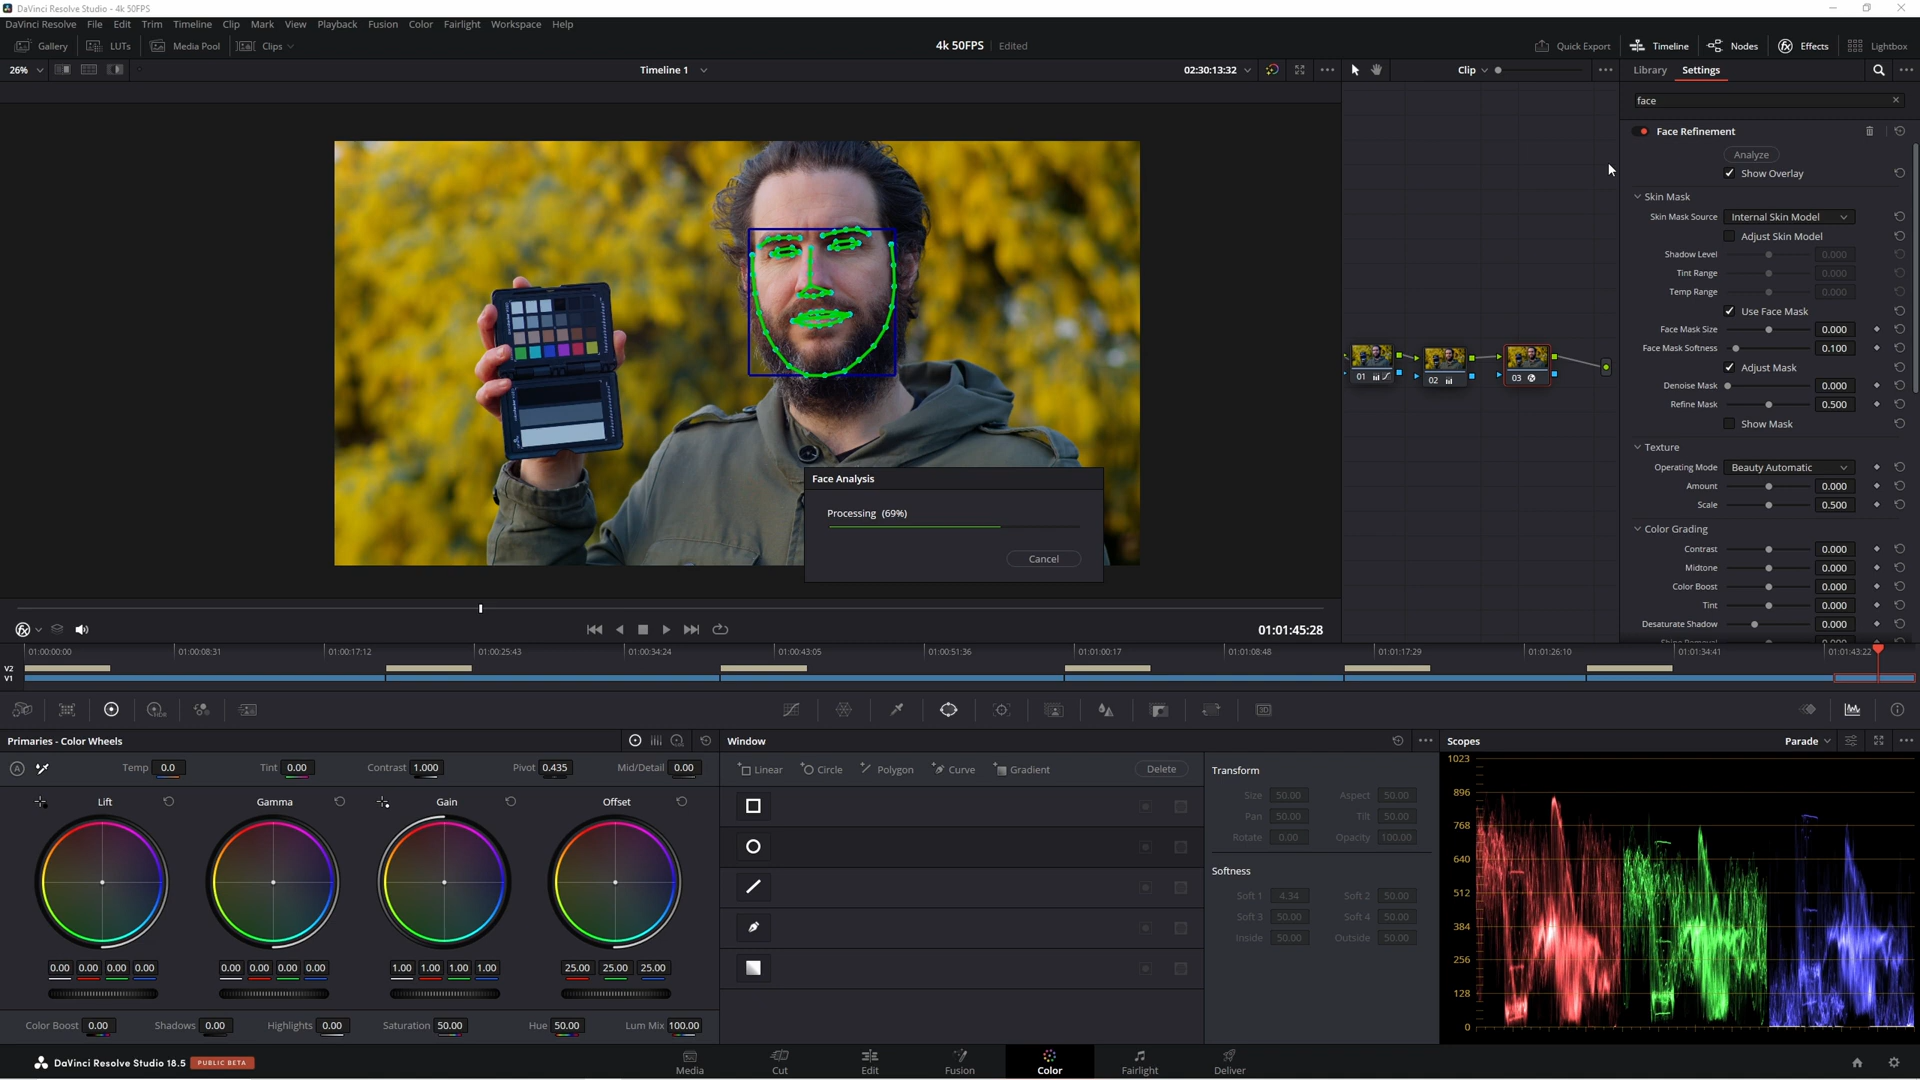 DaVinci Resolve Studio - 4k 50FPS
DaVinci Resolve File Edit Trim Timeline Clip Mark View Playback Fusion Color Fairlight Workspace Help
Gallery LUTs Media Pool Clips 4k 50FPS Edited Quick Export Timeline Nodes Effects Lightbox
26% Timeline 1 02:30:13:32 Clip Library Settings
face
Face Refinement
Analyze
Show Overlay
Skin Mask
Skin Mask Source Internal Skin Model
Adjust Skin Model
Shadow Level 0.000
Tint Range 0.000
Temp Range 0.000
Use Face Mask
Face Mask Size 0.000
Face Mask Softness 0.100
Adjust Mask
Denoise Mask 0.000
Refine Mask 0.500
Show Mask
Texture
Operating Mode Beauty Automatic
Amount 0.000
Scale 0.500
Color Grading
Contrast 0.000
Midtone 0.000
Color Boost 0.000
Tint 0.000
Desaturate Shadow 0.000
01 02 03
Face Analysis
Processing (69%)
Cancel
01:01:45:28
01:00:00:00 01:00:08:31 01:00:17:12 01:00:25:43 01:00:34:24 01:00:43:05 01:00:51:36 01:01:00:17 01:01:08:48 01:01:17:29 01:01:26:10 01:01:34:41 01:01:43:22
V2
V1
HDR
3D
Primaries - Color Wheels
A Temp 0.0 Tint 0.00 Contrast 1.000 Pivot 0.435 Mid/Detail 0.00
Lift Gamma Gain Offset
0.00 0.00 0.00 0.00 0.00 0.00 0.00 0.00 1.00 1.00 1.00 1.00 25.00 25.00 25.00
Color Boost 0.00 Shadows 0.00 Highlights 0.00 Saturation 50.00 Hue 50.00 Lum Mix 100.00
Window
Linear Circle Polygon Curve Gradient Delete
Transform
Size 50.00 Aspect 50.00
Pan 50.00 Tilt 50.00
Rotate 0.00 Opacity 100.00
Softness
Soft 1 4.34 Soft 2 50.00
Soft 3 50.00 Soft 4 50.00
Inside 50.00 Outside 50.00
Scopes Parade
1023
896
768
640
512
384
256
128
0
DaVinci Resolve Studio 18.5 PUBLIC BETA
Media Cut Edit Fusion Color Fairlight Deliver